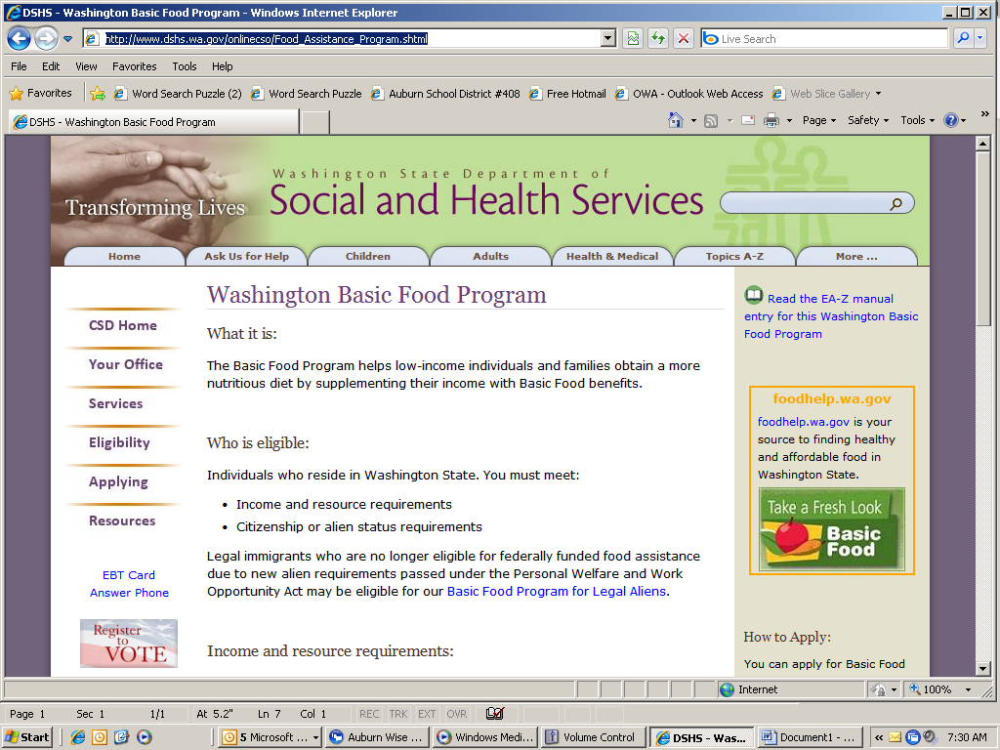 DSHS - Washington Basic Food Program - Windows Internet Explorer
http://www.dshs.wa.gov/onlinecso/Food_Assistance_Program.shtml
Live Search
File Edit View Favorites Tools Help
Favorites Word Search Puzzle (2) Word Search Puzzle Auburn School District #408 Free Hotmail OWA - Outlook Web Access Web Slice Gallery
DSHS - Washington Basic Food Program
Page Safety Tools
Transforming Lives
Washington State Department of
Social and Health Services
Home Ask Us for Help Children Adults Health & Medical Topics A-Z More ...
CSD Home
Your Office
Services
Eligibility
Applying
Resources
EBT Card
Answer Phone
Register
to
VOTE
Washington Basic Food Program
What it is:
The Basic Food Program helps low-income individuals and families obtain a more
nutritious diet by supplementing their income with Basic Food benefits.
Who is eligible:
Individuals who reside in Washington State. You must meet:
• Income and resource requirements
• Citizenship or alien status requirements
Legal immigrants who are no longer eligible for federally funded food assistance
due to new alien requirements passed under the Personal Welfare and Work
Opportunity Act may be eligible for our Basic Food Program for Legal Aliens.
Income and resource requirements:
Read the EA-Z manual
entry for this Washington Basic
Food Program
foodhelp.wa.gov
foodhelp.wa.gov is your
source to finding healthy
and affordable food in
Washington State.
Take a Fresh Look
Basic
Food
How to Apply:
You can apply for Basic Food
Internet 100%
Page 1 Sec 1 1/1 At 5.2" Ln 7 Col 1 REC TRK EXT OVR
Start 5 Microsoft ... Auburn Wise ... Windows Medi... Volume Control DSHS - Was... Document1 - ... « 7:30 AM